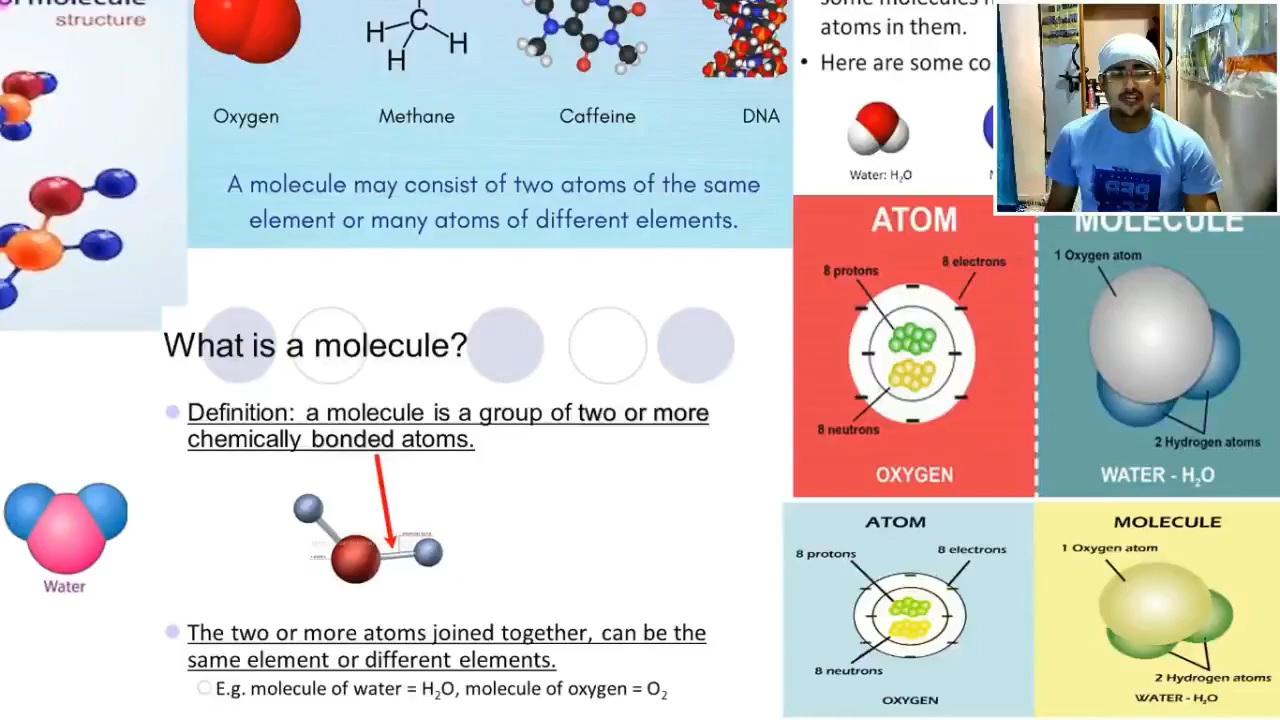 structure
Oxygen
Methane
Caffeine
DNA
H
C
H
H
A molecule may consist of two atoms of the same
element or many atoms of different elements.
atoms in them.
• Here are some co
Water: H₂O
What is a molecule?
Definition: a molecule is a group of two or more
chemically bonded atoms.
Water
The two or more atoms joined together, can be the
same element or different elements.
E.g. molecule of water = H₂O, molecule of oxygen = O₂
ATOM
8 protons
8 electrons
8 neutrons
OXYGEN
MOLECULE
1 Oxygen atom
2 Hydrogen atoms
WATER - H₂O
ATOM
8 protons
8 electrons
8 neutrons
OXYGEN
MOLECULE
1 Oxygen atom
2 Hydrogen atoms
WATER - H₂O